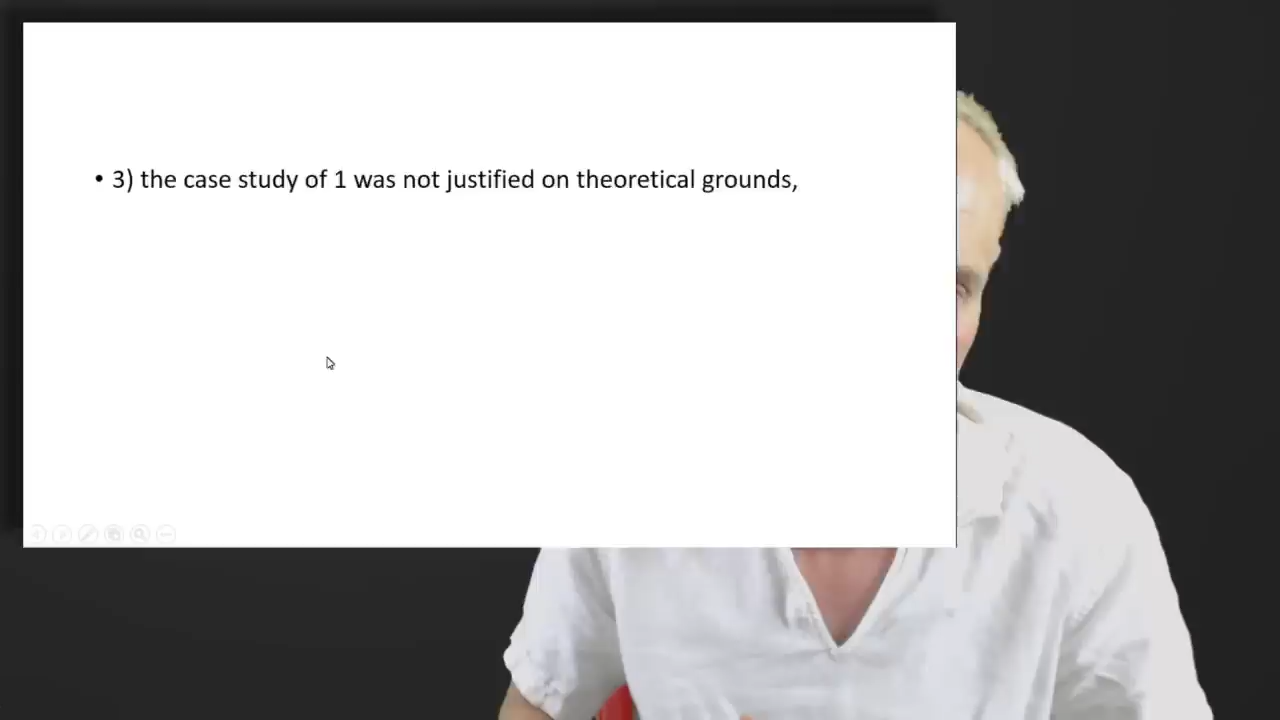 • 3) the case study of 1 was not justified on theoretical grounds,